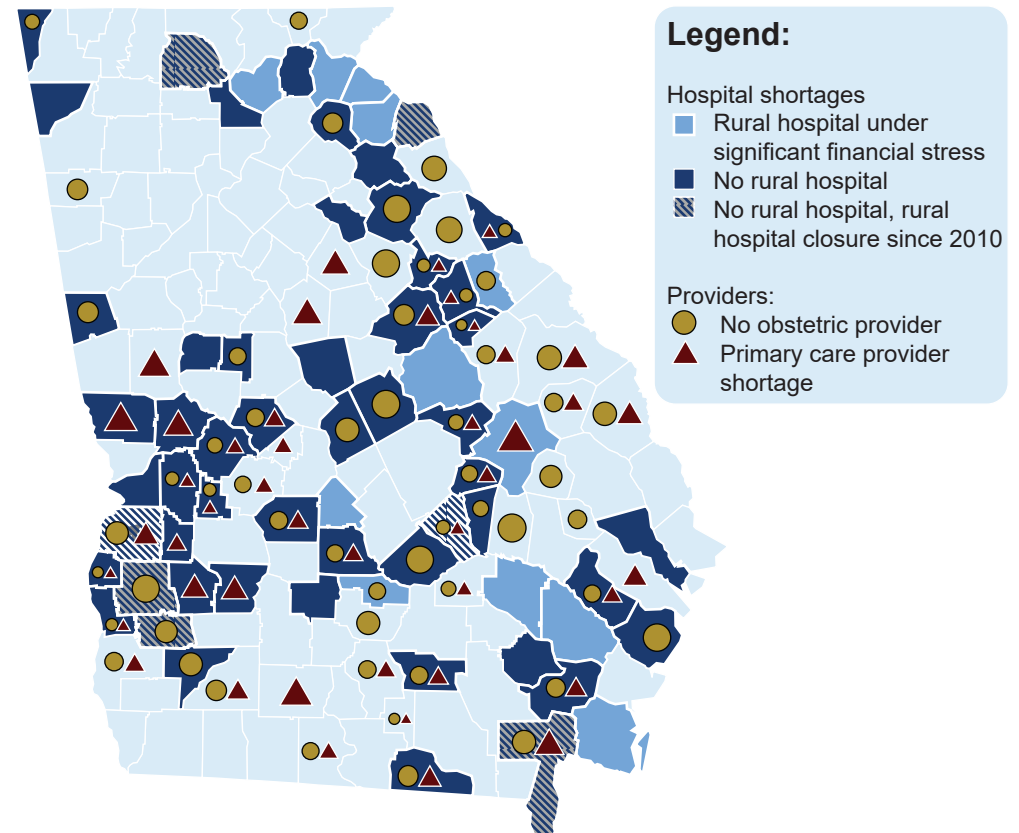 Legend:
Hospital shortages
Rural hospital under
significant financial stress
No rural hospital
No rural hospital, rural
hospital closure since 2010
Providers:
No obstetric provider
Primary care provider
shortage